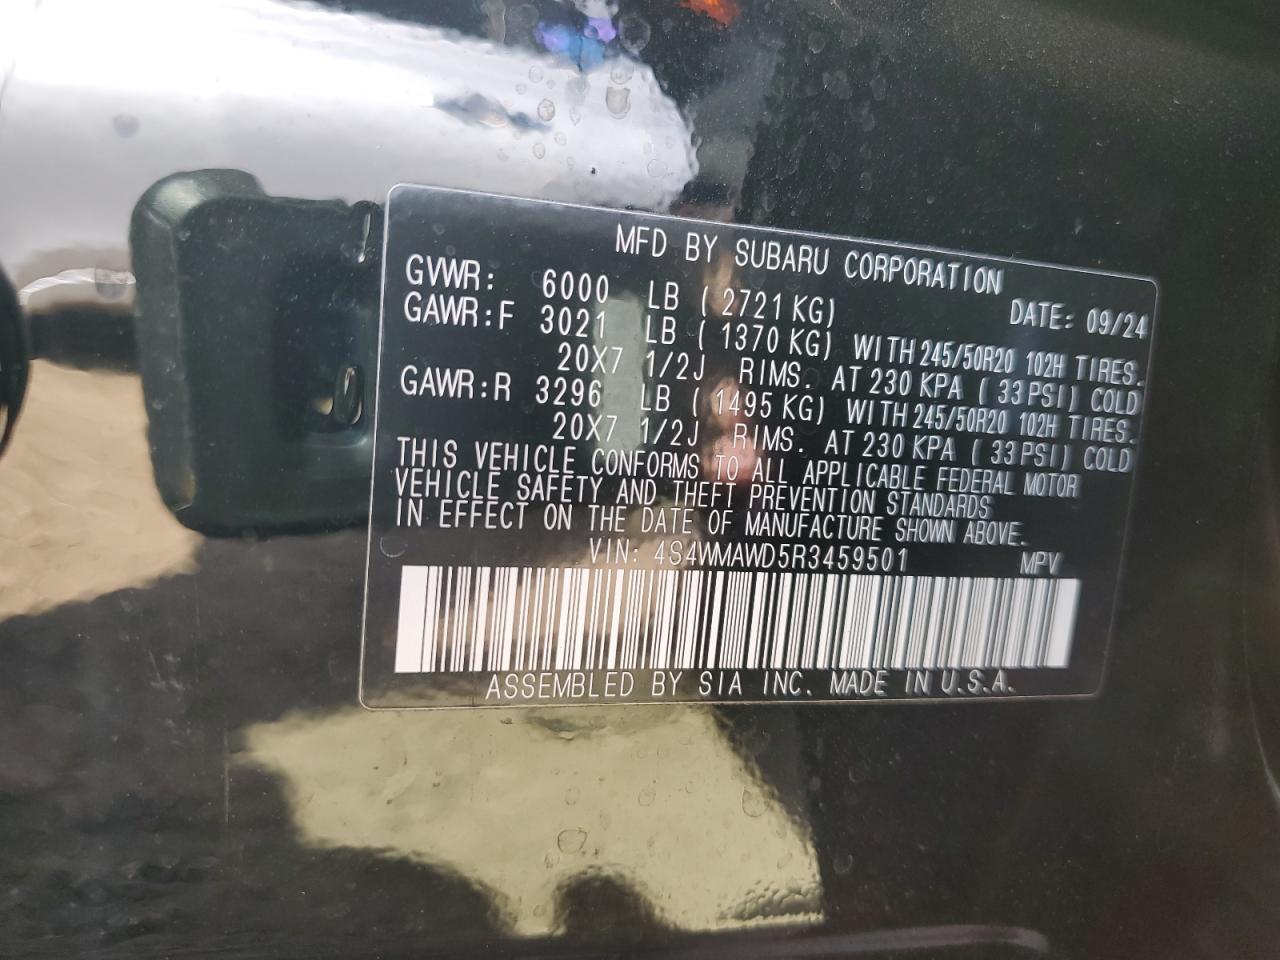 MFD BY SUBARU CORPORATION
GVWR: 6000 LB ( 2721 KG) DATE: 09/24
GAWR:F 3021 LB ( 1370 KG) WITH 245/50R20 102H TIRES.
20X7 1/2J RIMS. AT 230 KPA ( 33 PSI) COLD
GAWR:R 3296 LB ( 1495 KG) WITH 245/50R20 102H TIRES.
20X7 1/2J RIMS. AT 230 KPA ( 33 PSI) COLD
THIS VEHICLE CONFORMS TO ALL APPLICABLE FEDERAL MOTOR
VEHICLE SAFETY AND THEFT PREVENTION STANDARDS
IN EFFECT ON THE DATE OF MANUFACTURE SHOWN ABOVE.
VIN: 4S4WMAWD5R3459501 MPV
ASSEMBLED BY SIA INC. MADE IN U.S.A.